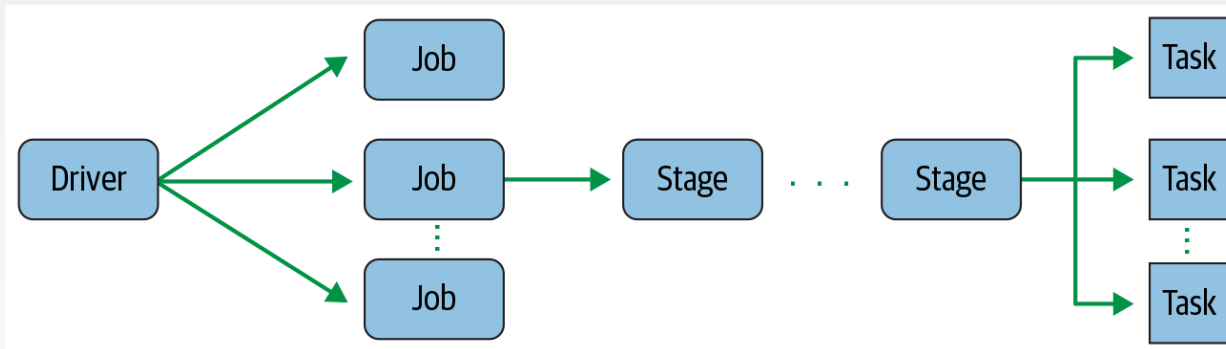 Driver
Job
Job
Job
Stage
. . .
Stage
Task
Task
Task